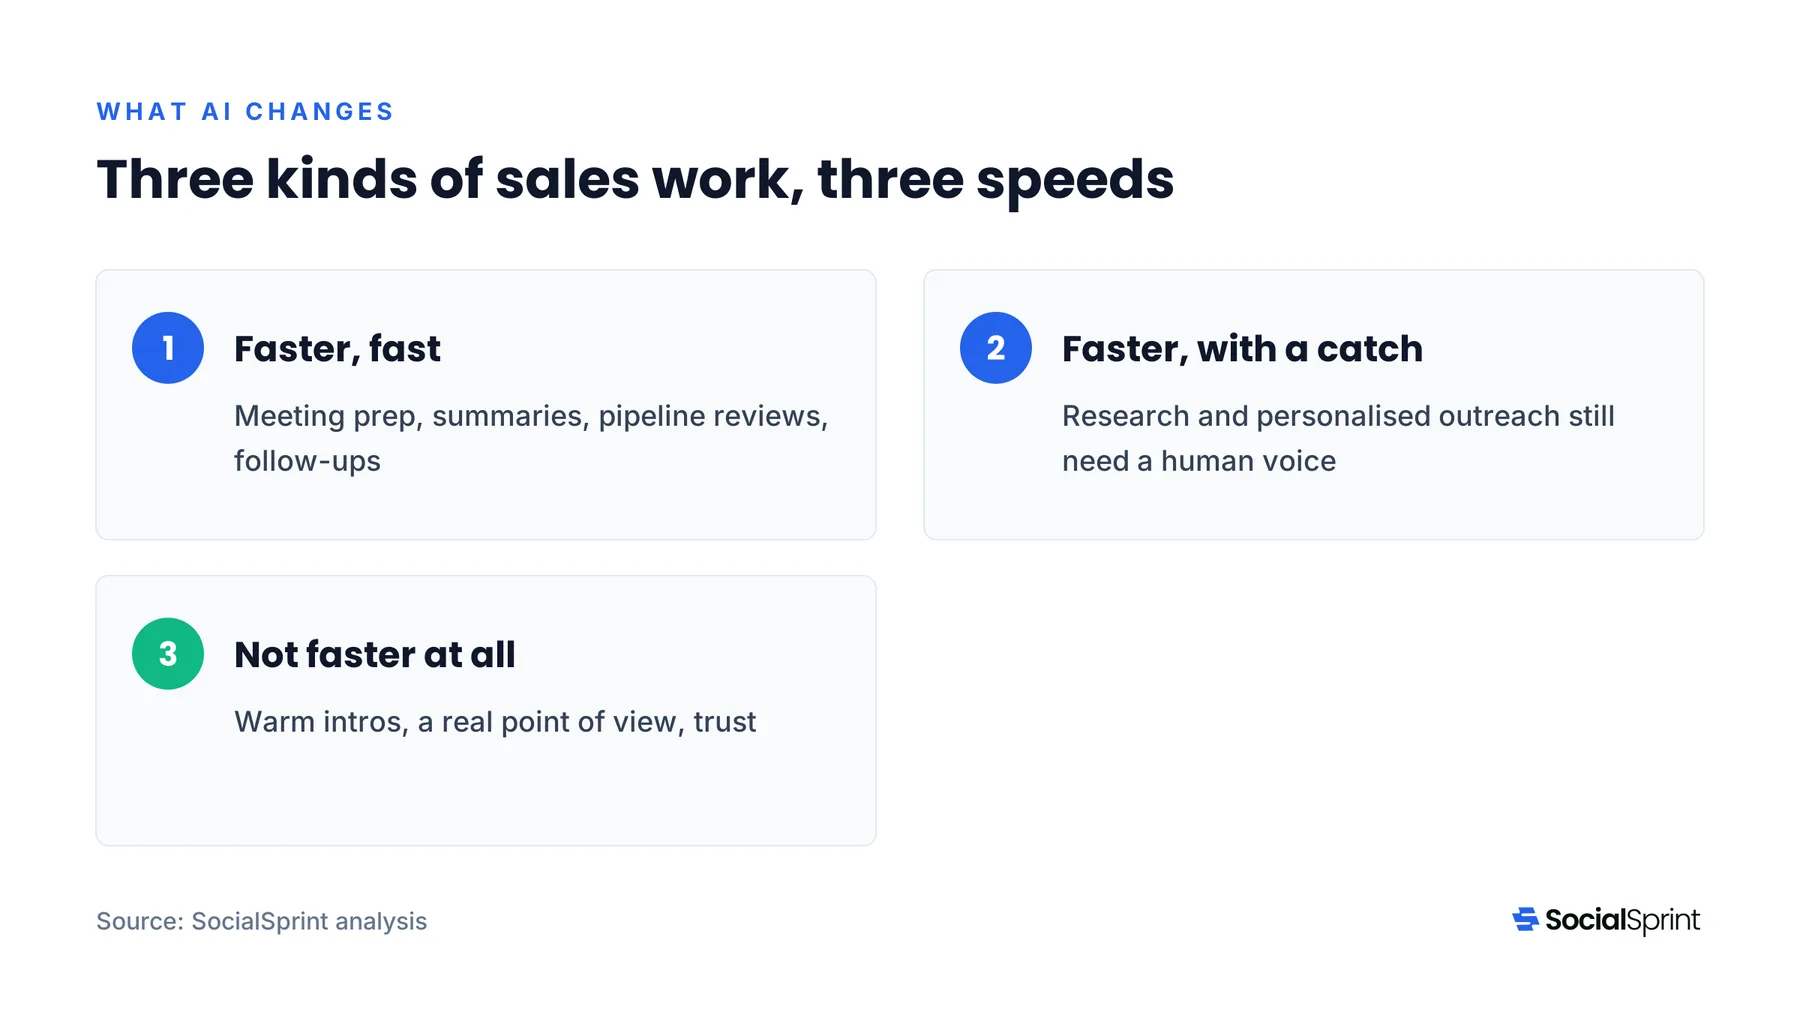 WHAT AI CHANGES
Three kinds of sales work, three speeds
1
Faster, fast
Meeting prep, summaries, pipeline reviews,
follow-ups
2
Faster, with a catch
Research and personalised outreach still
need a human voice
3
Not faster at all
Warm intros, a real point of view, trust
Source: SocialSprint analysis
SocialSprint